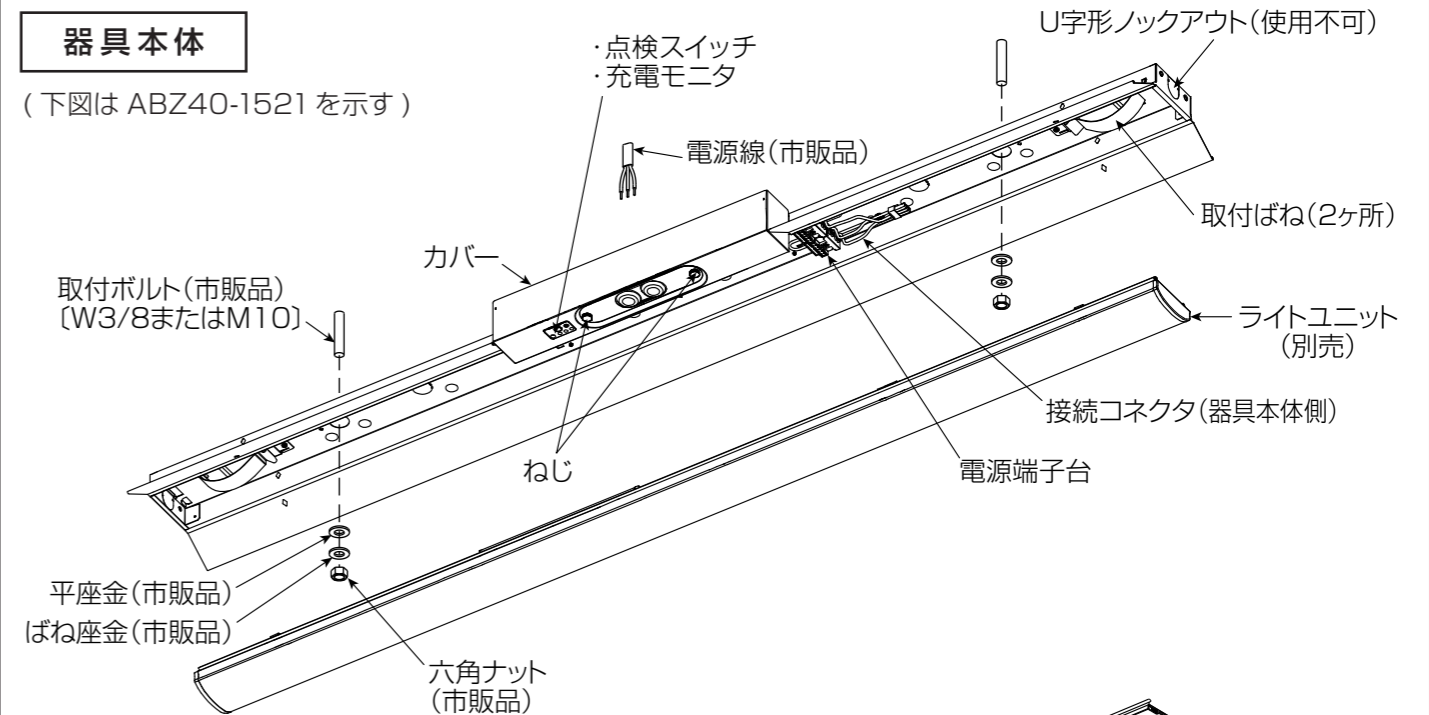 器具本体
(下図は ABZ40-1521 を示す)
・点検スイッチ
・充電モニタ
U字形ノックアウト(使用不可)
電源線(市販品)
取付ばね(2ヶ所)
カバー
取付ボルト(市販品)
〔W3/8またはM10〕
ライトユニット
(別売)
接続コネクタ(器具本体側)
電源端子台
ねじ
平座金(市販品)
ばね座金(市販品)
六角ナット
(市販品)